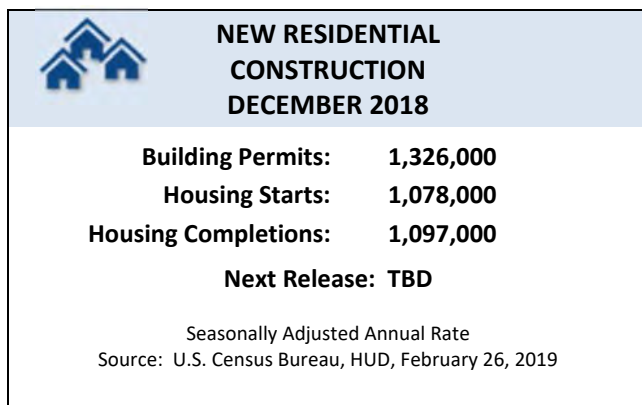 NEW RESIDENTIAL
CONSTRUCTION
DECEMBER 2018
Building Permits: 1,326,000
Housing Starts: 1,078,000
Housing Completions: 1,097,000
Next Release: TBD
Seasonally Adjusted Annual Rate
Source: U.S. Census Bureau, HUD, February 26, 2019